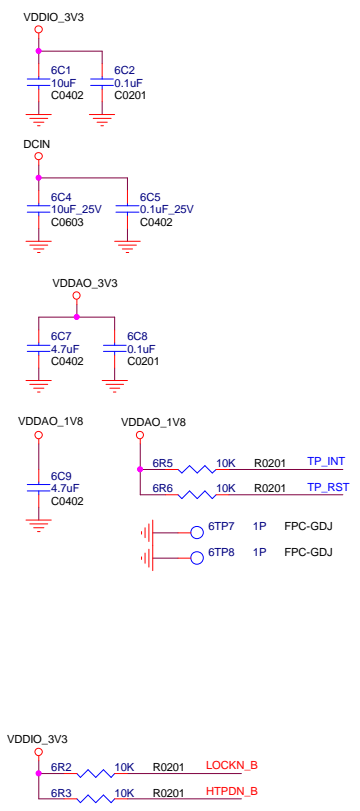 VDDIO_3V3
6C1 6C2
10uF 0.1uF
C0402 C0201
DCIN
6C4 6C5
10uF_25V 0.1uF_25V
C0603 C0402
VDDAO_3V3
6C7 6C8
4.7uF 0.1uF
C0402 C0201
VDDAO_1V8 VDDAO_1V8
6C9
4.7uF
C0402
6R5 10K R0201 TP_INT
6R6 10K R0201 TP_RST
6TP7 1P FPC-GDJ
6TP8 1P FPC-GDJ
VDDIO_3V3
6R2 10K R0201 LOCKN_B
6R3 10K R0201 HTPDN_B